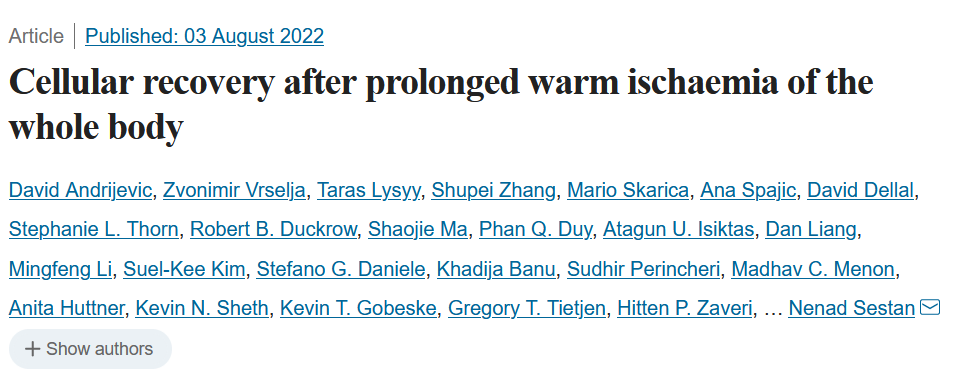 Article | Published: 03 August 2022
Cellular recovery after prolonged warm ischaemia of the
whole body
David Andrijevic, Zvonimir Vrselja, Taras Lysyy, Shupei Zhang, Mario Skarica, Ana Spajic, David Dellal,
Stephanie L. Thorn, Robert B. Duckrow, Shaojie Ma, Phan Q. Duy, Atagun U. Isiktas, Dan Liang,
Mingfeng Li, Suel-Kee Kim, Stefano G. Daniele, Khadija Banu, Sudhir Perincheri, Madhav C. Menon,
Anita Huttner, Kevin N. Sheth, Kevin T. Gobeske, Gregory T. Tietjen, Hitten P. Zaveri, … Nenad Sestan
+ Show authors